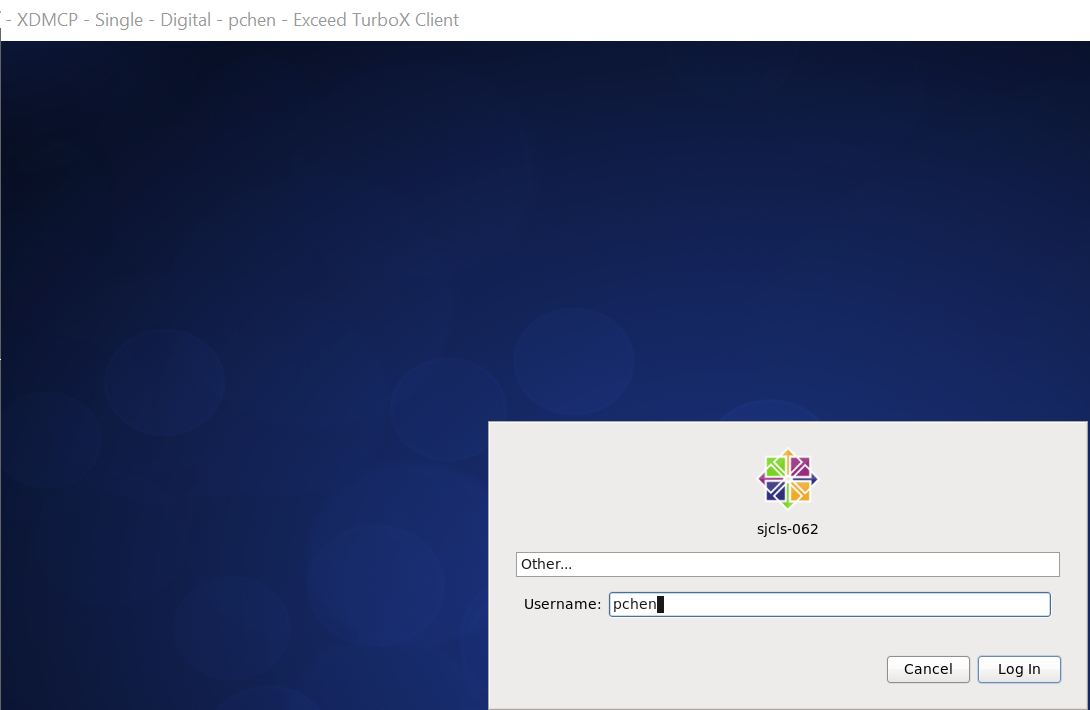 - XDMCP - Single - Digital - pchen - Exceed TurboX Client
sjcls-062
Other...
Username: pchen
Cancel Log In